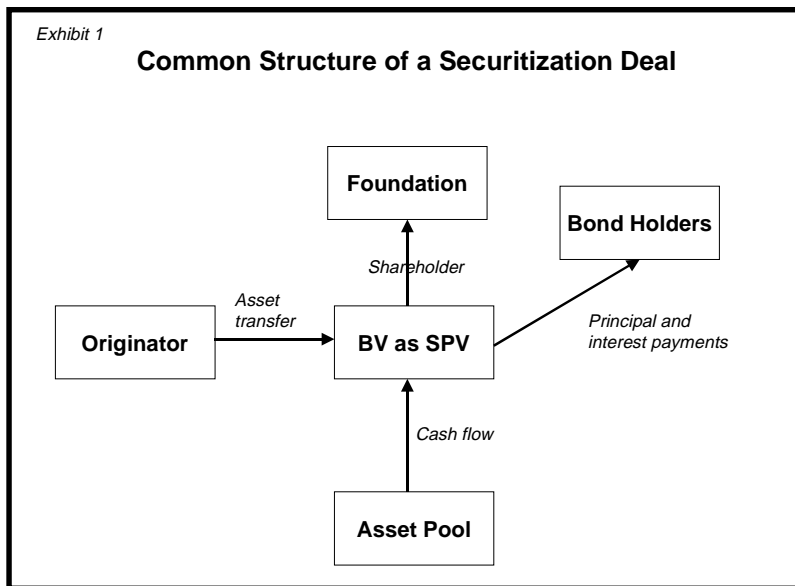 Exhibit 1
Common Structure of a Securitization Deal
Foundation
Bond Holders
Shareholder
Asset
transfer
Originator
BV as SPV
Principal and
interest payments
Cash flow
Asset Pool